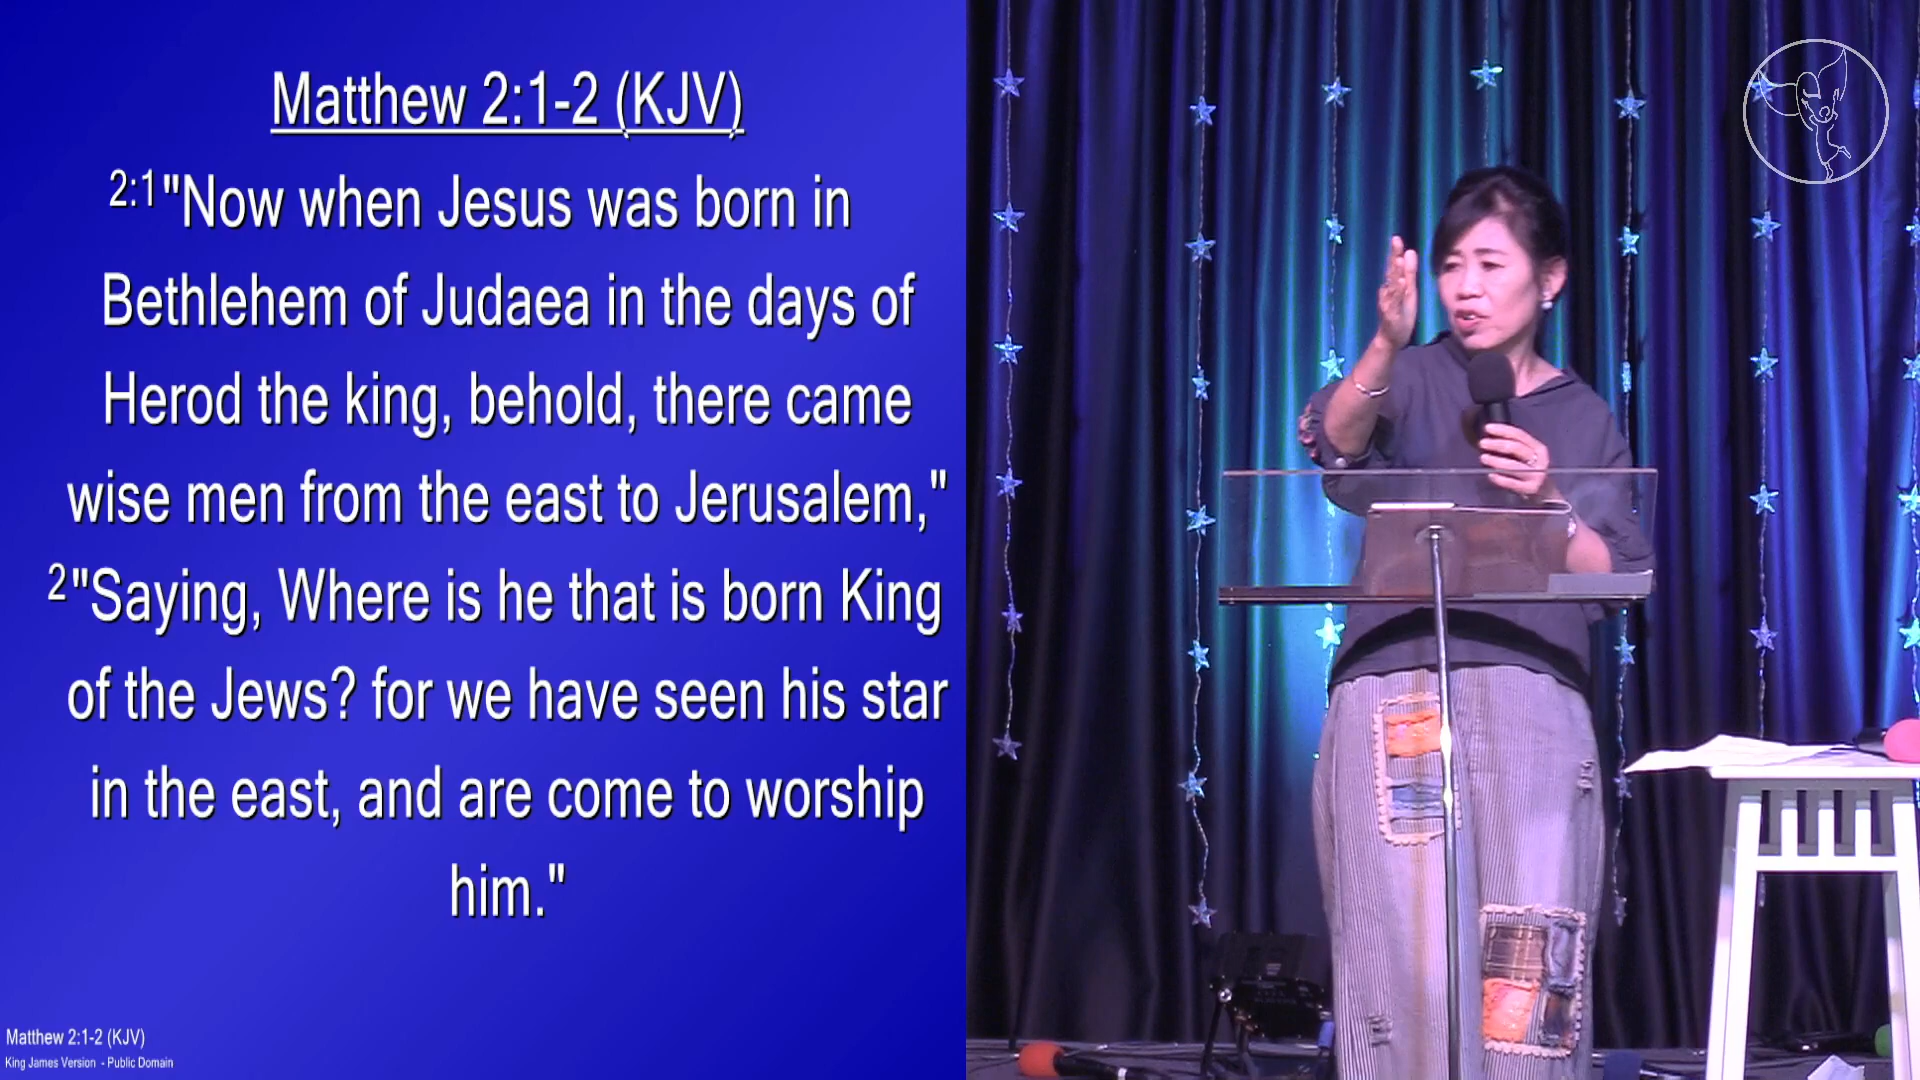 Matthew 2:1-2 (KJV)
2:1"Now when Jesus was born in
Bethlehem of Judaea in the days of
Herod the king, behold, there came
wise men from the east to Jerusalem,"
2"Saying, Where is he that is born King
of the Jews? for we have seen his star
in the east, and are come to worship
him."
Matthew 2:1-2 (KJV)
King James Version - Public Domain